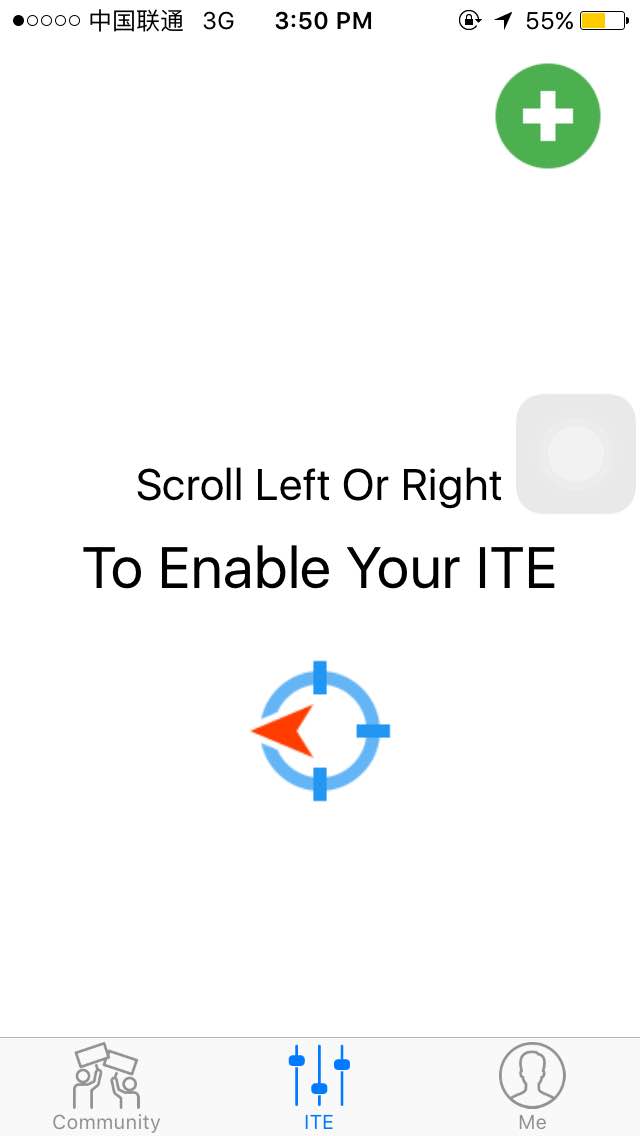 中国联通 3G 3:50 PM 55%
Scroll Left Or Right
To Enable Your ITE
Community ITE Me